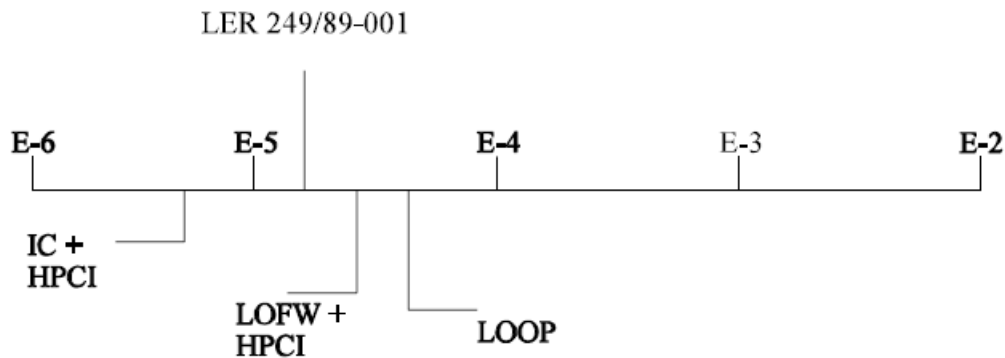 LER 249/89-001
E-6 E-5 E-4 E-3 E-2
IC +
HPCI
LOFW +
HPCI
LOOP